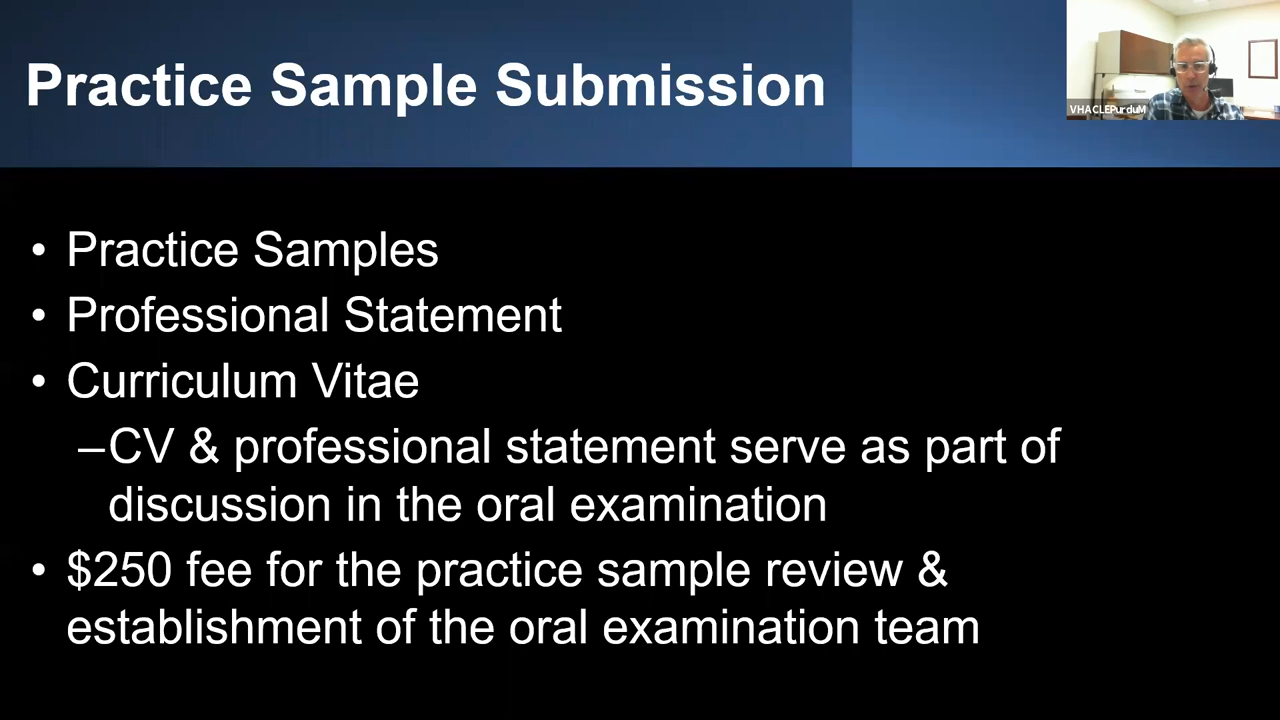 Practice Sample Submission
VHACLEPurduM
• Practice Samples
• Professional Statement
• Curriculum Vitae
–CV & professional statement serve as part of
discussion in the oral examination
• $250 fee for the practice sample review &
establishment of the oral examination team